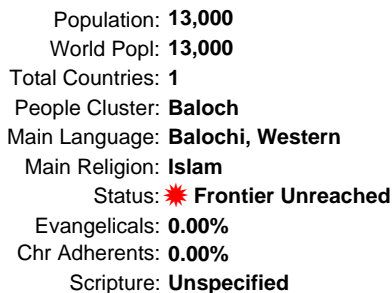 Population: 13,000
World Popl: 13,000
Total Countries: 1
People Cluster: Baloch
Main Language: Balochi, Western
Main Religion: Islam
Status: Frontier Unreached
Evangelicals: 0.00%
Chr Adherents: 0.00%
Scripture: Unspecified